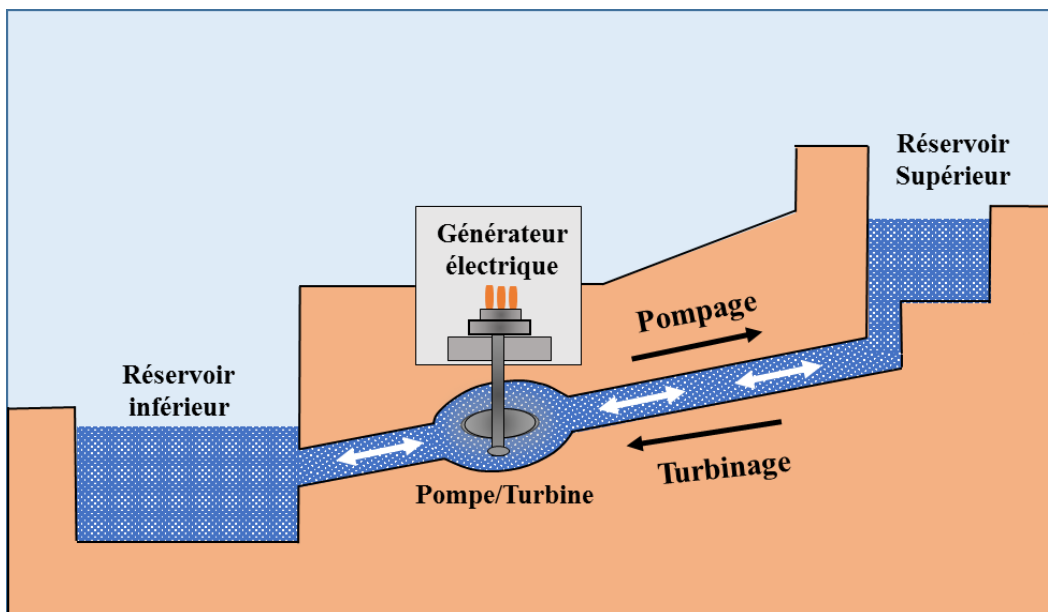 Réservoir
Supérieur
Générateur
électrique
Pompage
Réservoir
inférieur
Turbinage
Pompe/Turbine